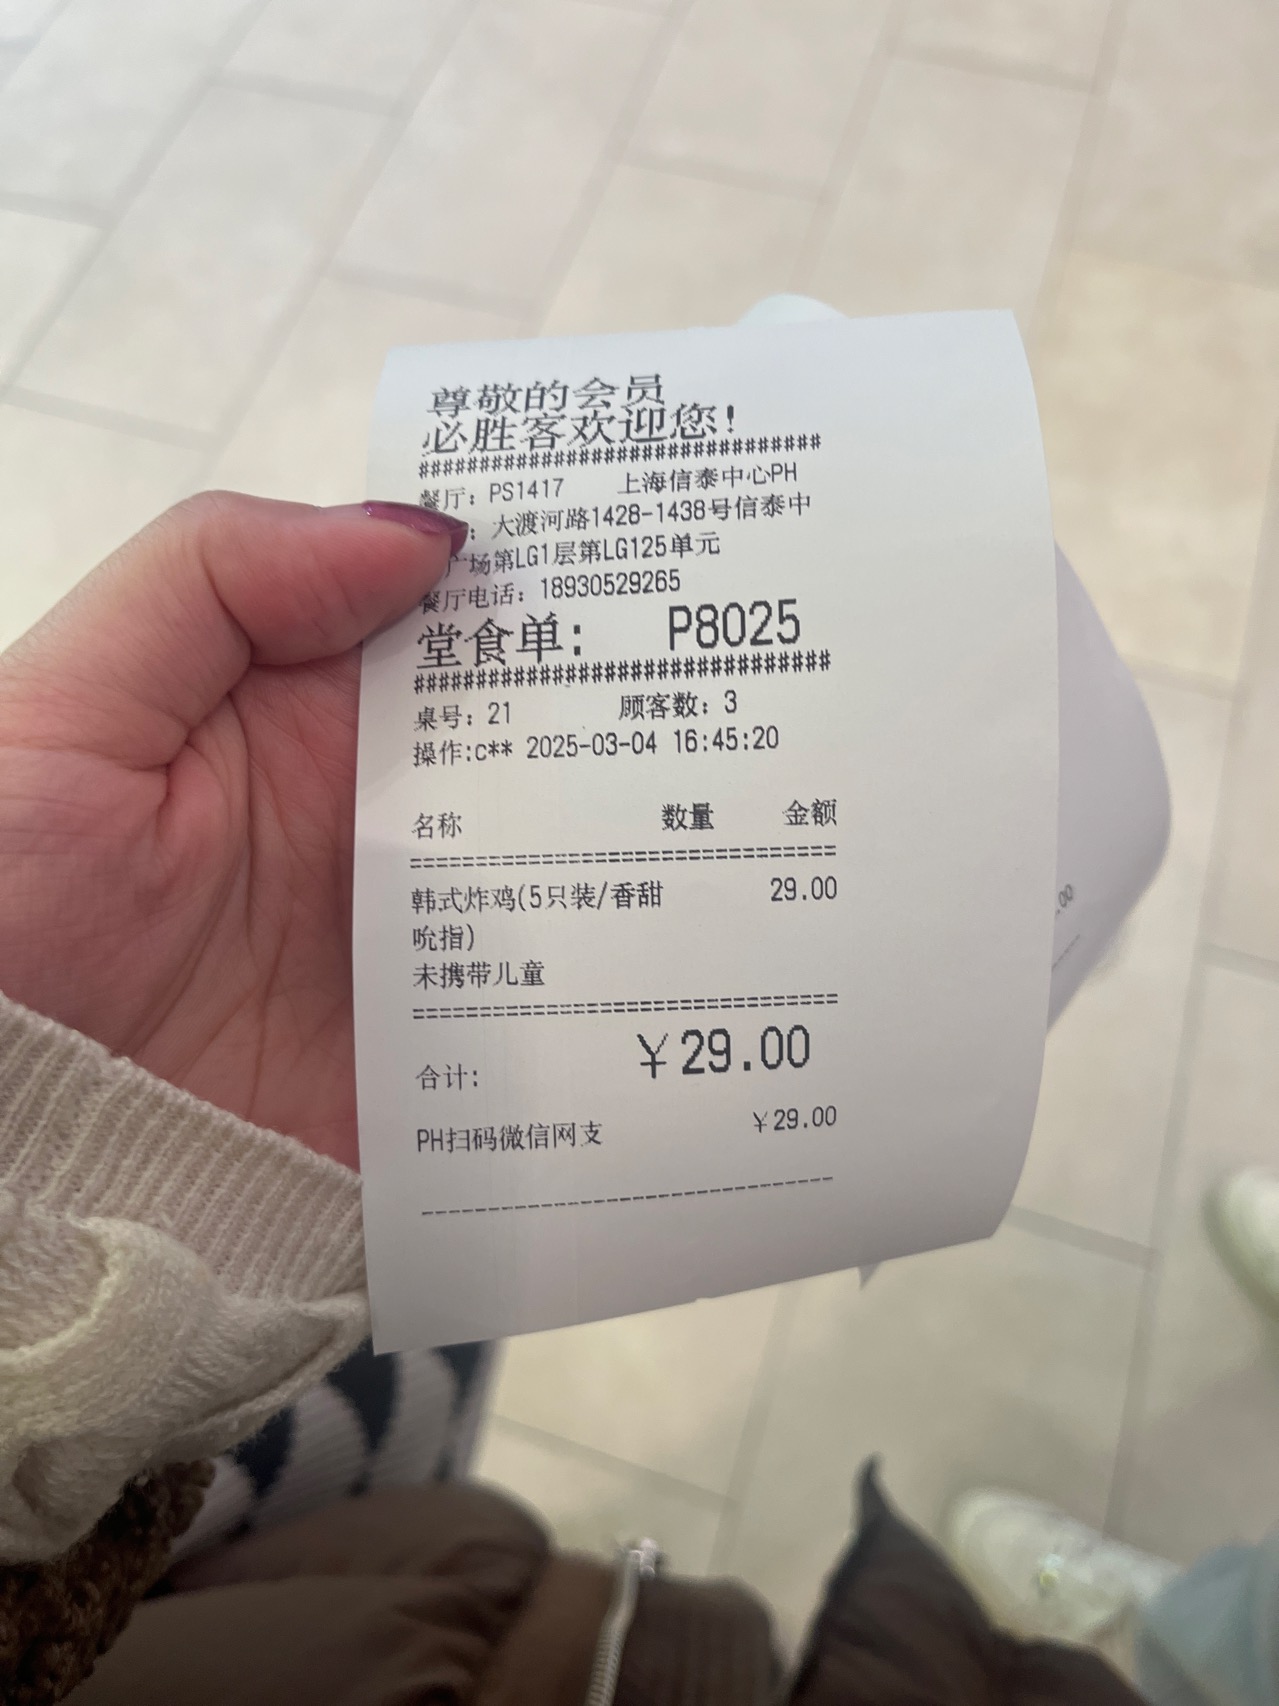 尊敬的会员
必胜客欢迎您!
########################################
餐厅: PS1417 上海信泰中心PH
: 大渡河路1428-1438号信泰中
广场第LG1层第LG125单元
餐厅电话: 18930529265
堂食单: P8025
########################################
桌号: 21 顾客数: 3
操作:c** 2025-03-04 16:45:20
名称 数量 金额
================================
韩式炸鸡(5只装/香甜 29.00
吮指)
未携带儿童
================================
合计: ¥29.00
PH扫码微信网支 ¥29.00
--------------------------------
.00